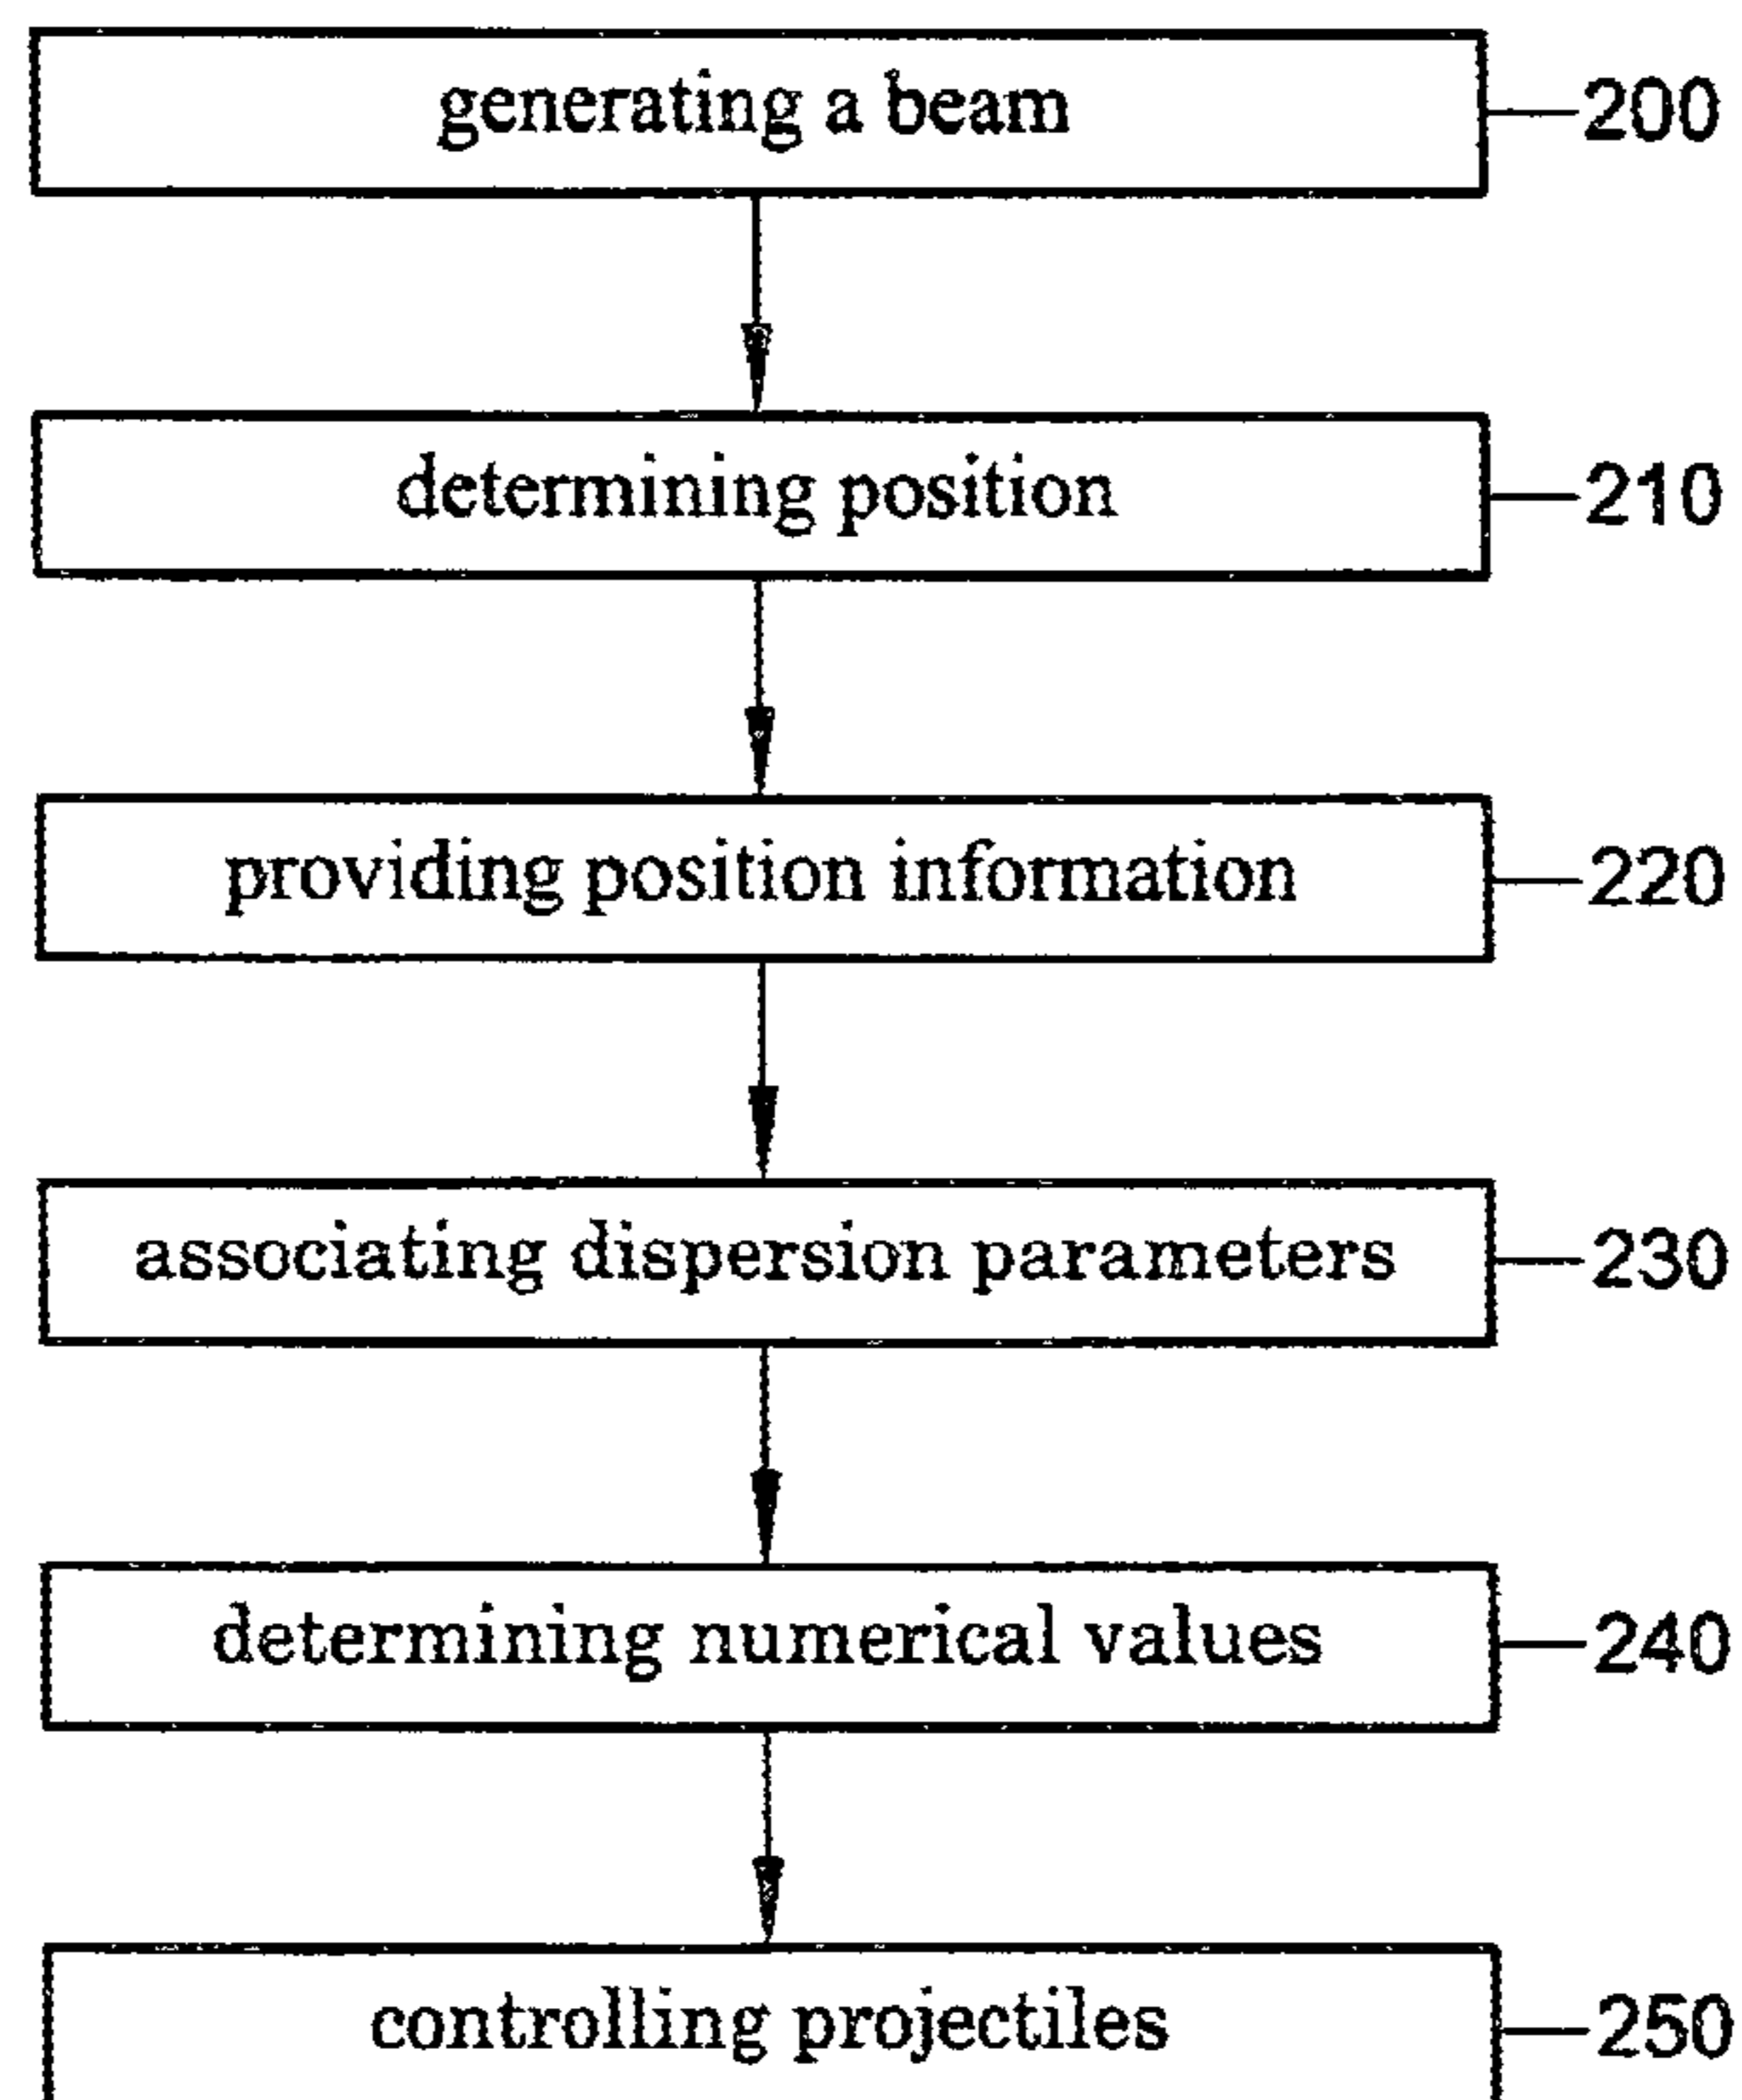 generating a beam 200
determining position 210
providing position information 220
associating dispersion parameters 230
determining numerical values 240
controlling projectiles 250